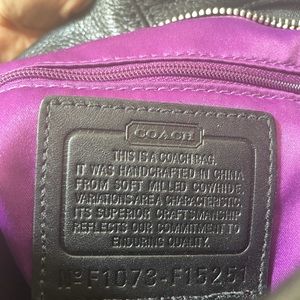 COACH
THIS IS A COACH BAG.
IT WAS HANDCRAFTED IN CHINA
FROM SOFT MILLED COWHIDE.
VARIATIONS ARE A CHARACTERISTIC.
ITS SUPERIOR CRAFTSMANSHIP
REFLECTS OUR COMMITMENT TO
ENDURING QUALITY.
Nº F1073-F15251